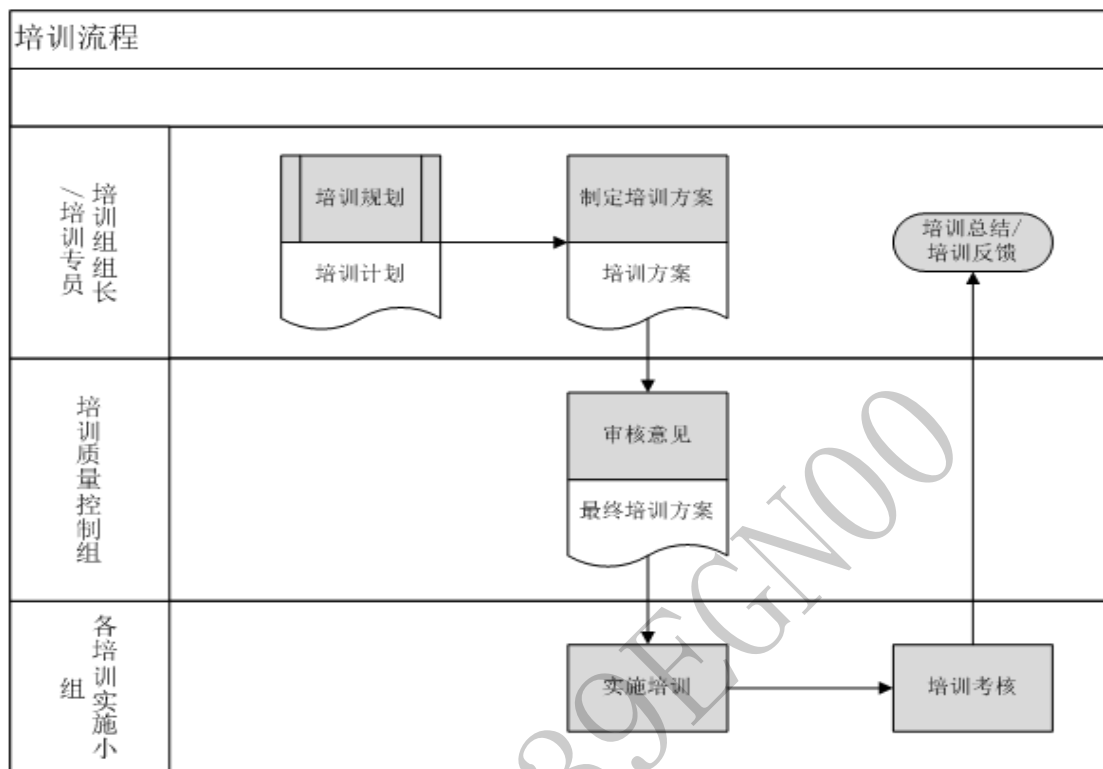 培训流程
培训组组长
/培训专员
培训规划
培训计划
制定培训方案
培训方案
培训总结/
培训反馈
培训质量控制组
审核意见
最终培训方案
各培训实施小
组
实施培训
培训考核
39EGN00